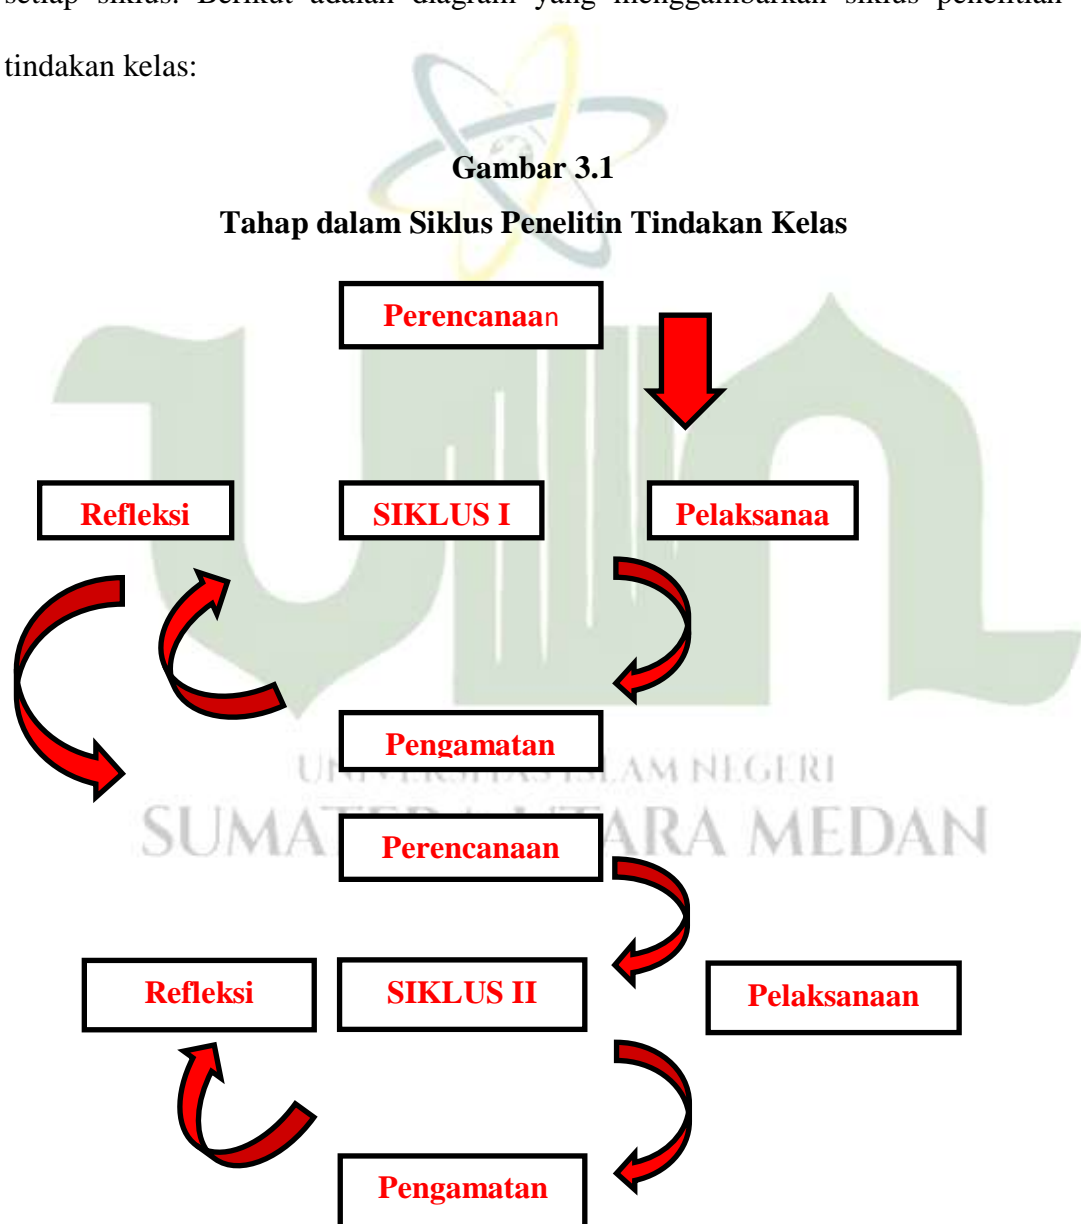 setiap siklus. Berikut adalah diagram yang menggambarkan siklus penelitian
tindakan kelas:
Gambar 3.1
Tahap dalam Siklus Penelitin Tindakan Kelas
Perencanaan
Refleksi SIKLUS I Pelaksanaa
Pengamatan
UNIVERSITAS ISLAM NEGERI
SUMATERA UTARA MEDAN
Perencanaan
Refleksi SIKLUS II Pelaksanaan
Pengamatan